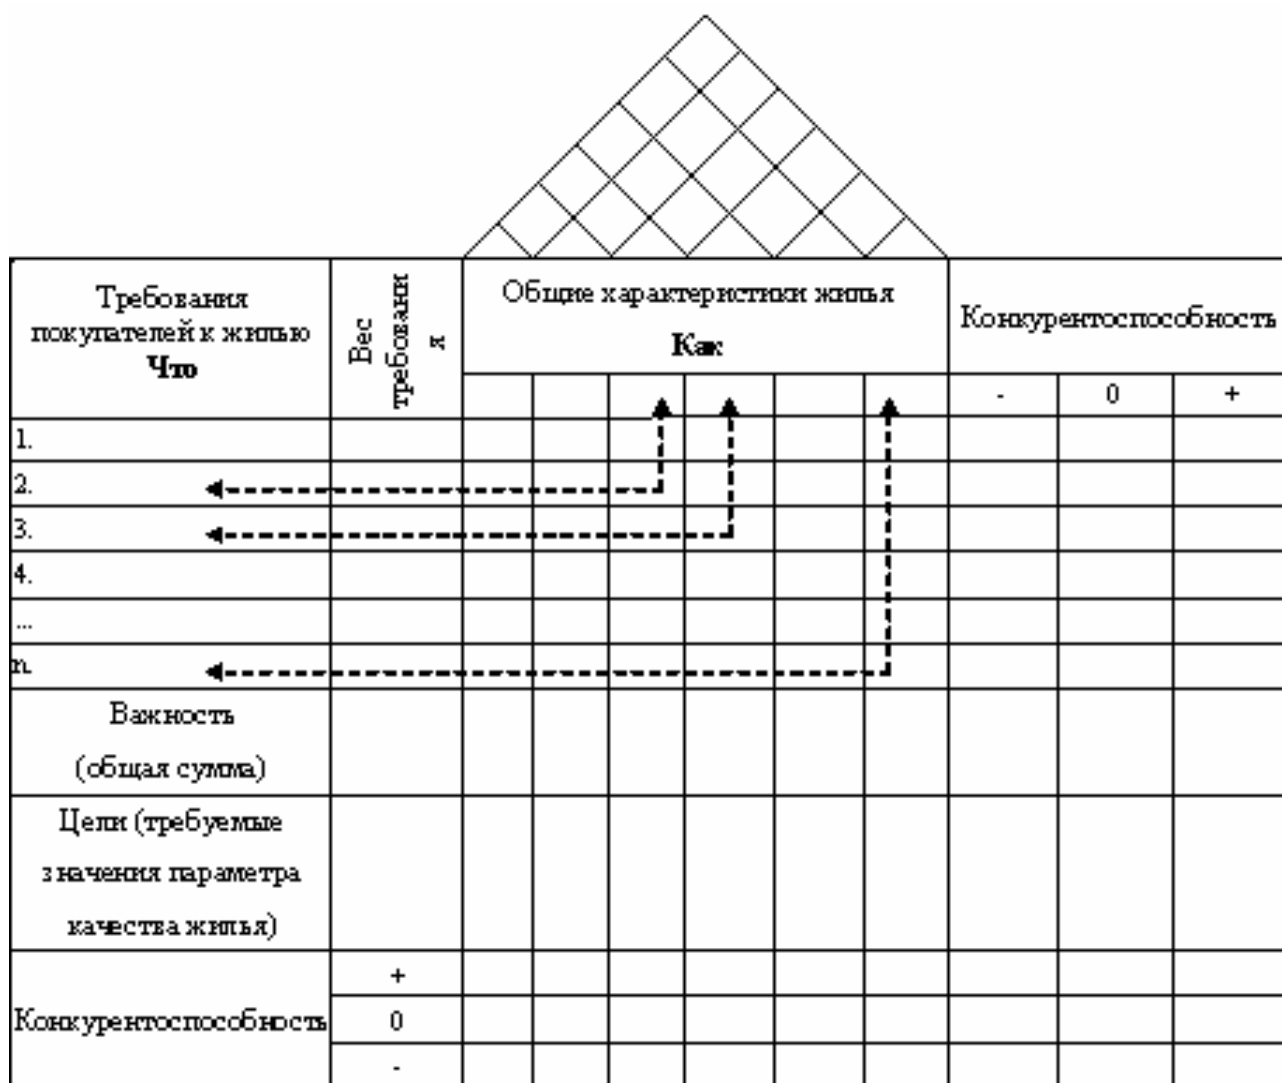 Требования
покупателей к жилью
Что
Вес
требовани
я
Общие характеристики жилья
Как
Конкурентоспособность
- 0 +
1.
2.
3.
4.
...
n.
Важность
(общая сумма)
Цели (требуемые
значения параметра
качества жилья)
Конкурентоспособность
+
0
-